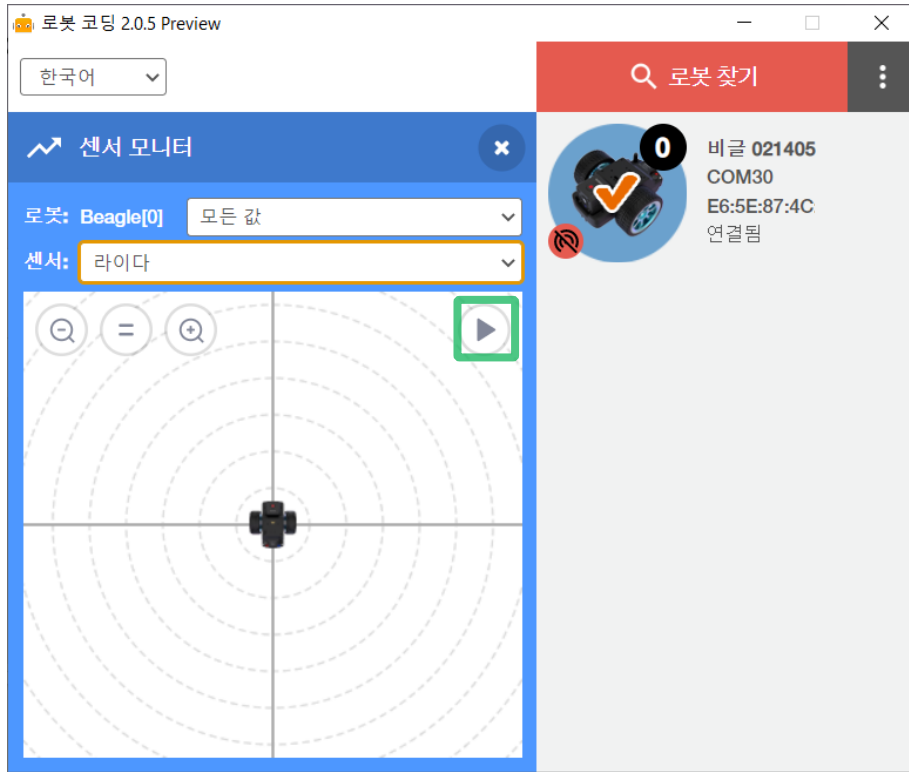 로봇 코딩 2.0.5 Preview
한국어
로봇 찾기
센서 모니터
로봇: Beagle[0] 모든 값
센서: 라이다
0
비글 021405
COM30
E6:5E:87:4C:
연결됨